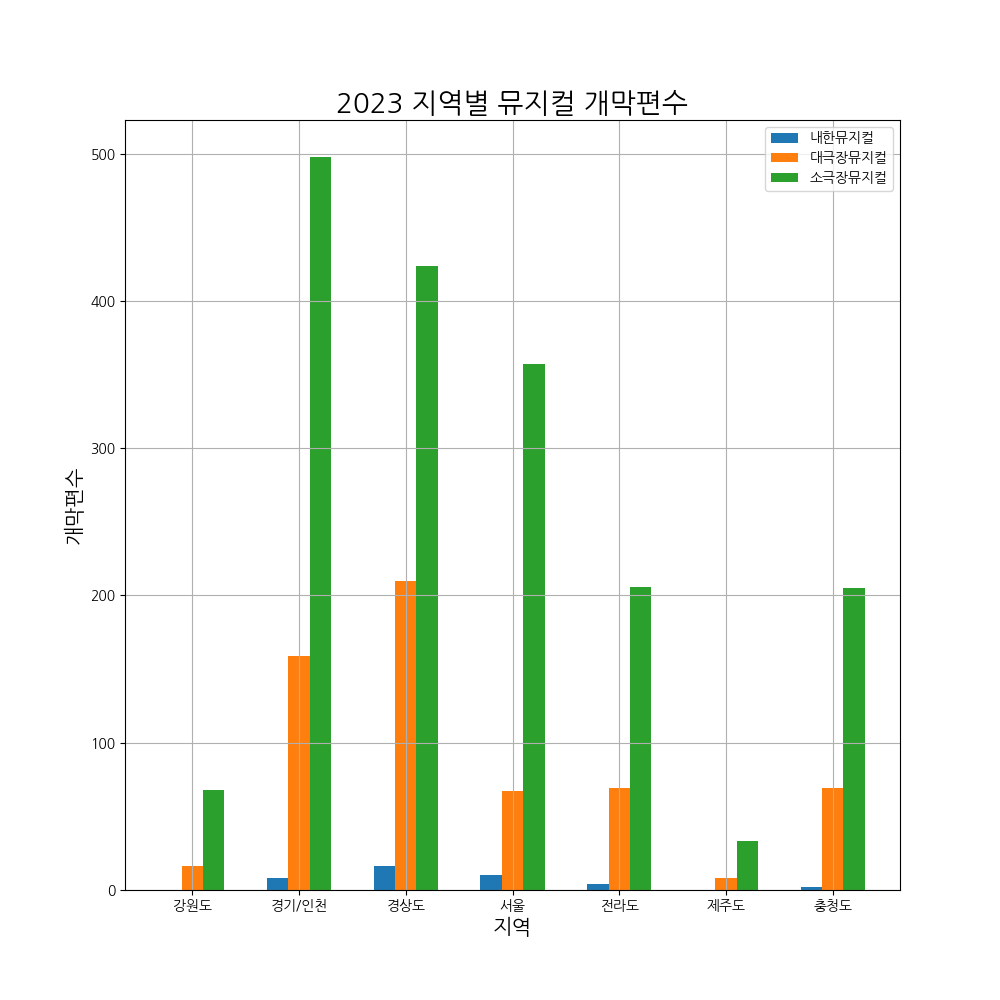 2023 지역별 뮤지컬 개막편수
내한뮤지컬
대극장뮤지컬
소극장뮤지컬
개막편수
500
400
300
200
100
0
강원도 경기/인천 경상도 서울 전라도 제주도 충청도
지역